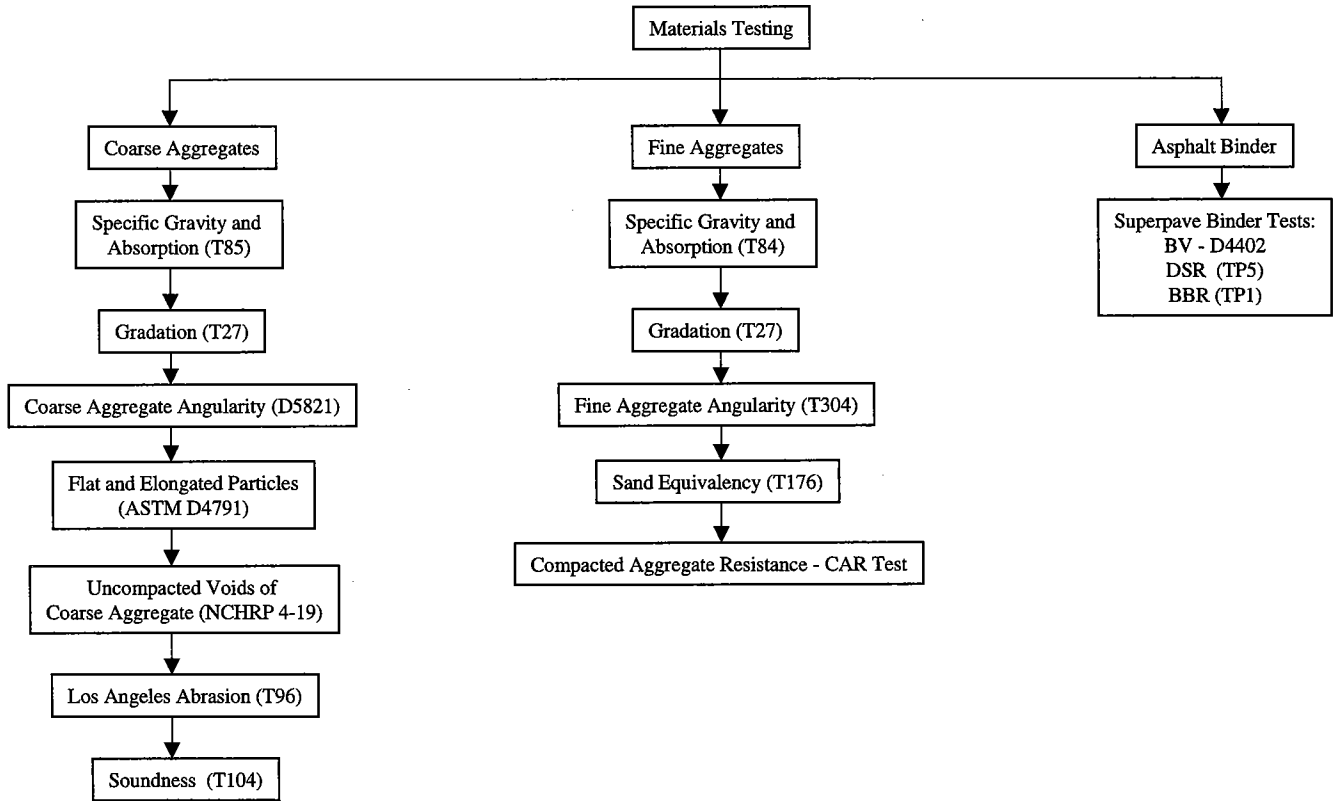 Materials Testing
Coarse Aggregates
Fine Aggregates
Asphalt Binder
Specific Gravity and
Absorption (T85)
Specific Gravity and
Absorption (T84)
Superpave Binder Tests:
BV - D4402
DSR (TP5)
BBR (TP1)
Gradation (T27)
Gradation (T27)
Coarse Aggregate Angularity (D5821)
Fine Aggregate Angularity (T304)
Flat and Elongated Particles
(ASTM D4791)
Sand Equivalency (T176)
Uncompacted Voids of
Coarse Aggregate (NCHRP 4-19)
Compacted Aggregate Resistance - CAR Test
Los Angeles Abrasion (T96)
Soundness (T104)